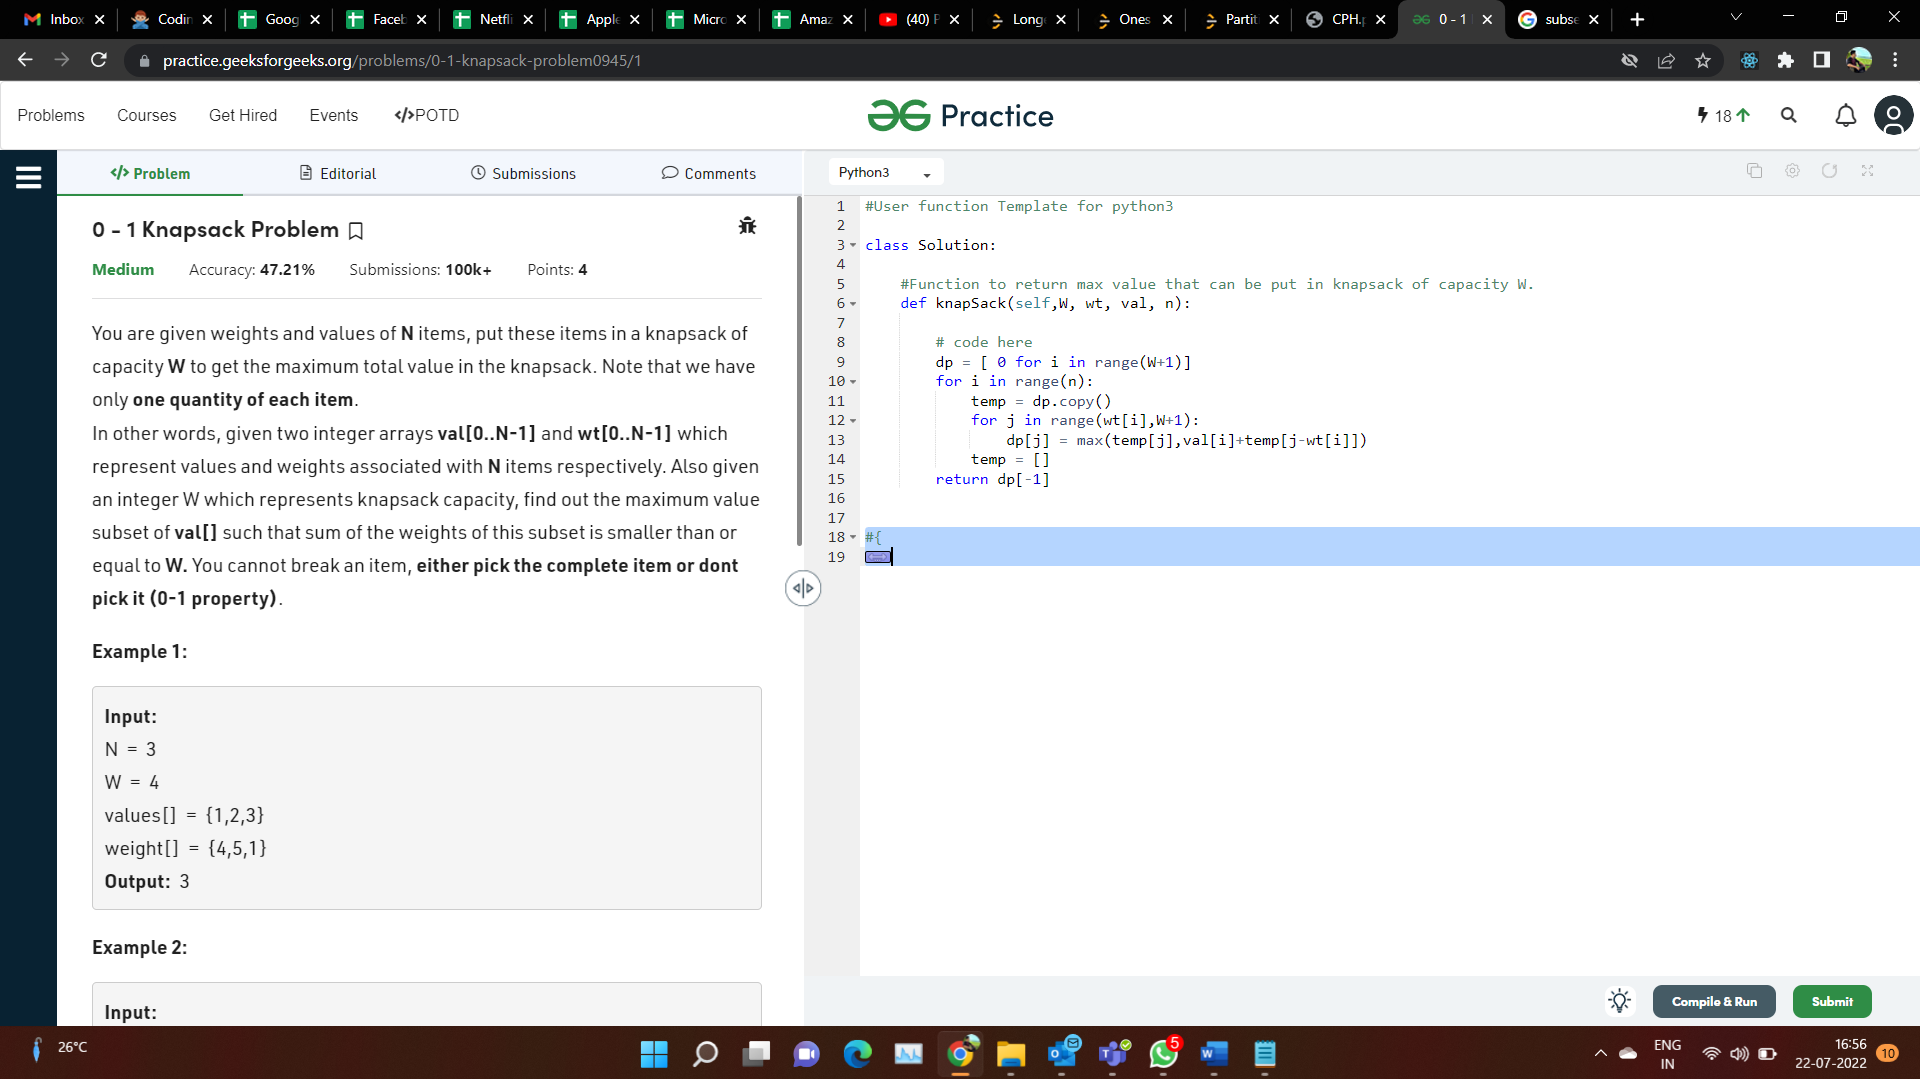 Inbox
Codin
Goog
Faceb
Netfli
Apple
Micro
Amaz
(40) P
Long
Ones
Partit
CPH.p
0 - 1
subse
practice.geeksforgeeks.org/problems/0-1-knapsack-problem0945/1
Problems Courses Get Hired Events </>POTD
Practice
18
</> Problem Editorial Submissions Comments
Python3
0 - 1 Knapsack Problem
Medium Accuracy: 47.21% Submissions: 100k+ Points: 4
You are given weights and values of N items, put these items in a knapsack of
capacity W to get the maximum total value in the knapsack. Note that we have
only one quantity of each item.
In other words, given two integer arrays val[0..N-1] and wt[0..N-1] which
represent values and weights associated with N items respectively. Also given
an integer W which represents knapsack capacity, find out the maximum value
subset of val[] such that sum of the weights of this subset is smaller than or
equal to W. You cannot break an item, either pick the complete item or dont
pick it (0-1 property).
Example 1:
Input:
N = 3
W = 4
values[] = {1,2,3}
weight[] = {4,5,1}
Output: 3
Example 2:
Input:
1 #User function Template for python3
2
3 class Solution:
4
5 #Function to return max value that can be put in knapsack of capacity W.
6 def knapSack(self,W, wt, val, n):
7
8 # code here
9 dp = [ 0 for i in range(W+1)]
10 for i in range(n):
11 temp = dp.copy()
12 for j in range(wt[i],W+1):
13 dp[j] = max(temp[j],val[i]+temp[j-wt[i]])
14 temp = []
15 return dp[-1]
16
17
18 #{
19
Compile & Run Submit
26°C
5
ENG
IN
16:56
22-07-2022
10